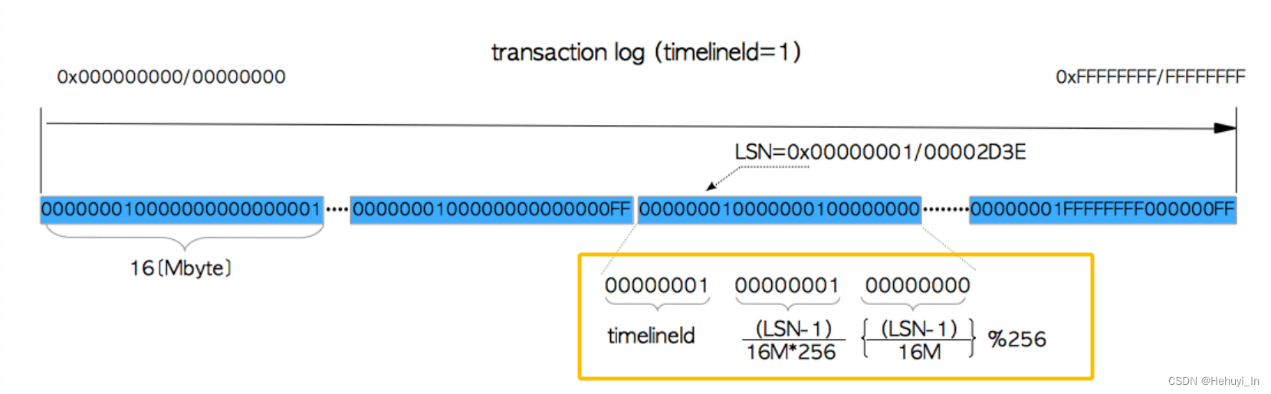 transaction log (timelineId=1)
0x000000000/00000000 0xFFFFFFFF/FFFFFFFF
LSN=0x00000001/00002D3E
000000010000000000000001 ···· 0000000100000000000000FF 000000010000000100000000 ········ 00000001FFFFFFFF000000FF
16(Mbyte)
00000001 00000001 00000000
timelineId (LSN-1) / 16M*256 { (LSN-1) / 16M } %256
CSDN @Hehuyi_In